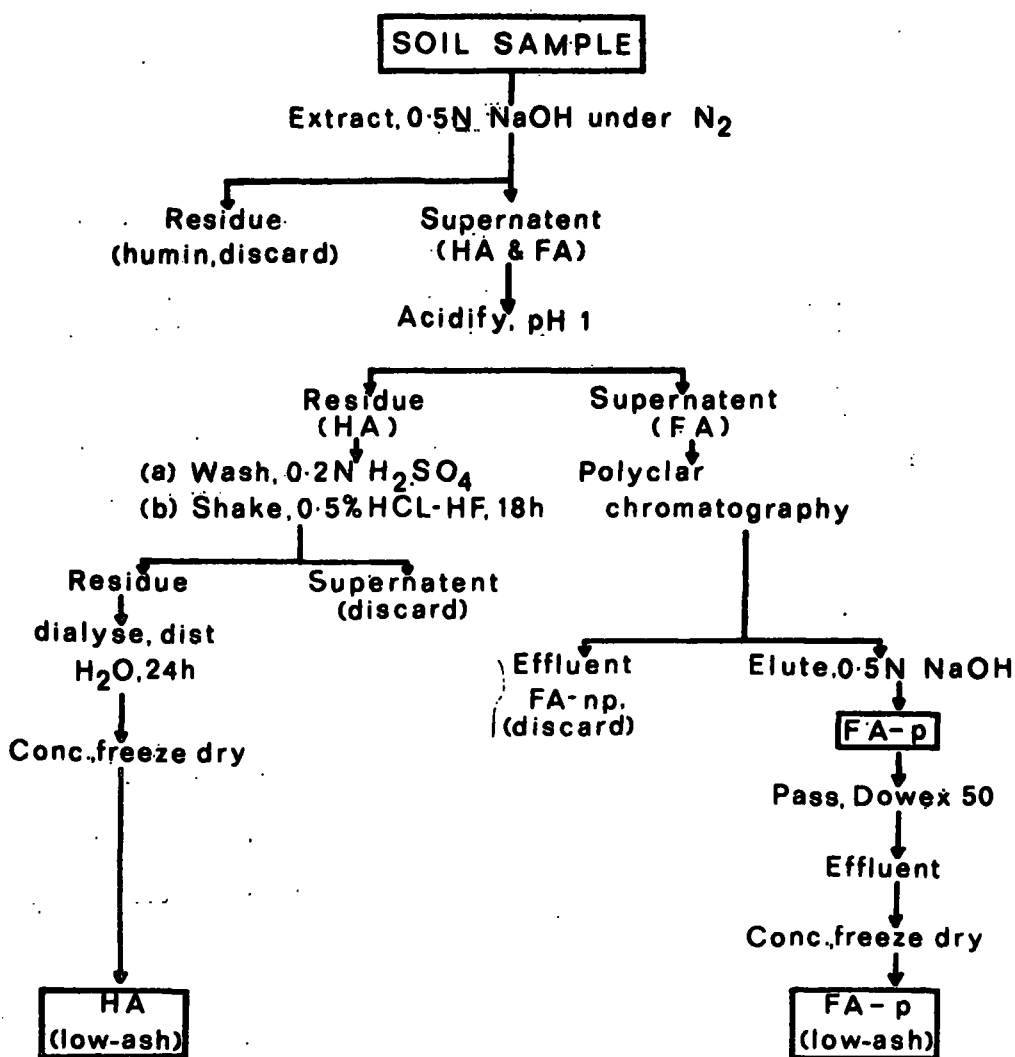 SOIL SAMPLE
Extract, 0·5N NaOH under N2
Residue
(humin, discard)
Supernatent
(HA & FA)
Acidify, pH 1
Residue
(HA)
Supernatent
(FA)
(a) Wash, 0·2N H2SO4
(b) Shake, 0·5% HCL-HF, 18h
Polyclar
chromatography
Residue
Supernatent
(discard)
dialyse, dist
H2O, 24h
Conc., freeze dry
Effluent
FA-np.
(discard)
Elute, 0·5N NaOH
FA-p
Pass, Dowex 50
Effluent
Conc., freeze dry
HA
(low-ash)
FA-p
(low-ash)